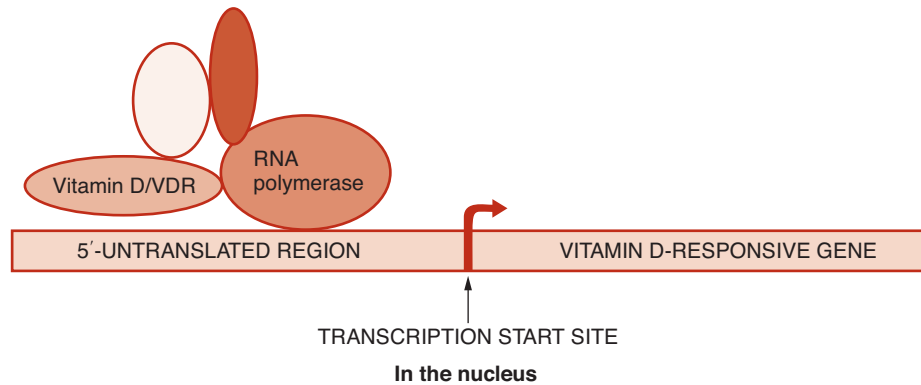 RNA
polymerase
Vitamin D/VDR
5′-UNTRANSLATED REGION
VITAMIN D-RESPONSIVE GENE
TRANSCRIPTION START SITE
In the nucleus